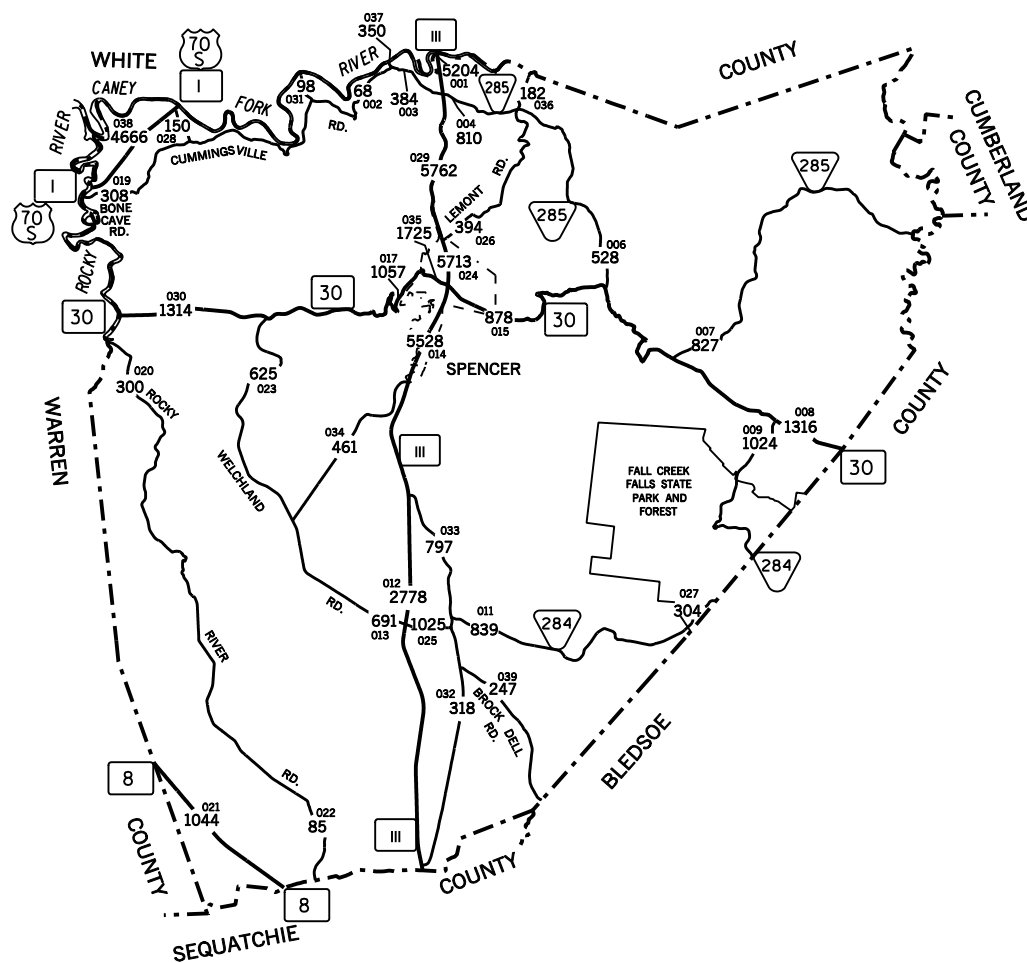 70
S
I
WHITE
037
350
III
COUNTY
CANEY
FORK
RIVER
5204
001
285
182
036
98
031
68
002
384
003
RD.
004
810
RIVER
038
4666
150
028
CUMMINGSVILLE
CUMBERLAND
COUNTY
285
I
70
S
019
308
BONE
CAVE
RD.
029
5762
LEMONT RD.
394
026
285
035
1725
006
528
ROCKY
017
1057
5713
024
30
030
1314
30
878
015
30
007
827
5528
014
SPENCER
020
300
ROCKY
625
023
COUNTY
WARREN
034
461
III
009
1024
008
1316
30
WELCHLAND
FALL CREEK
FALLS STATE
PARK AND
FOREST
033
797
284
012
2778
RD.
691
013
1025
025
011
839
284
027
304
RIVER
032
318
039
247
BROCK DELL
RD.
BLEDSOE
8
RD.
021
1044
022
85
III
COUNTY
COUNTY
8
SEQUATCHIE